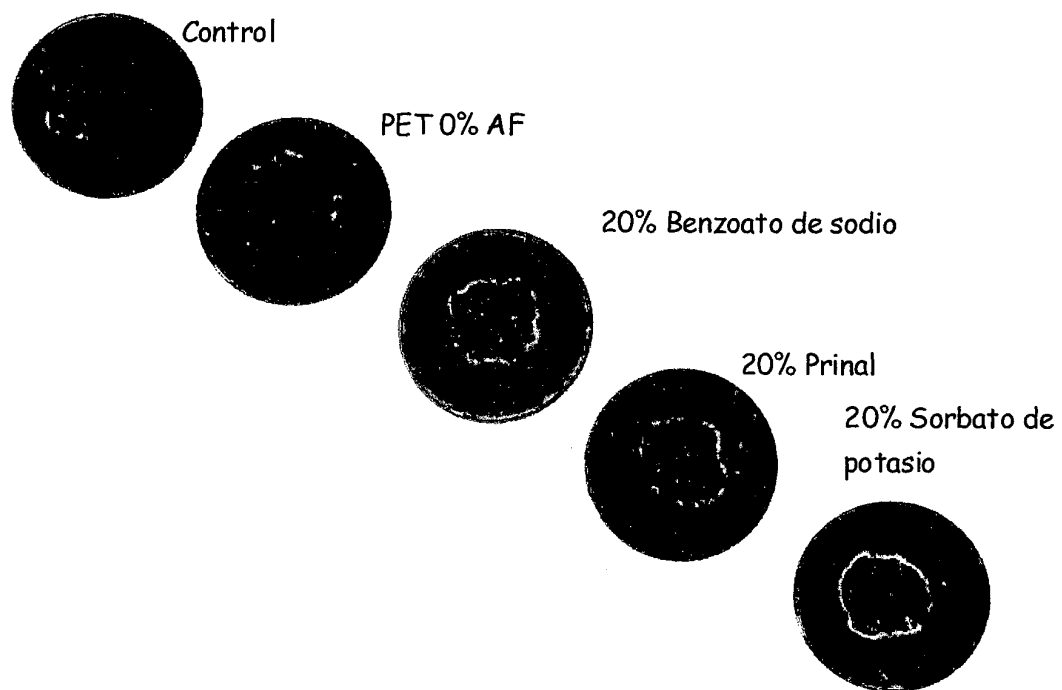 Control
PET 0% AF
20% Benzoato de sodio
20% Prinal
20% Sorbato de
potasio